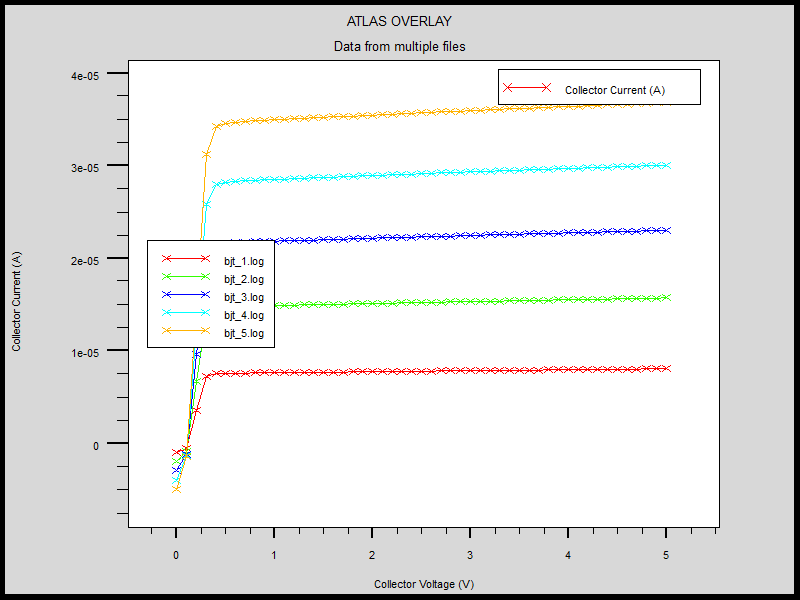 ATLAS OVERLAY
Data from multiple files
Collector Current (A)
4e-05
3e-05
2e-05
1e-05
0
Collector Current (A)
bjt_1.log
bjt_2.log
bjt_3.log
bjt_4.log
bjt_5.log
0 1 2 3 4 5
Collector Voltage (V)